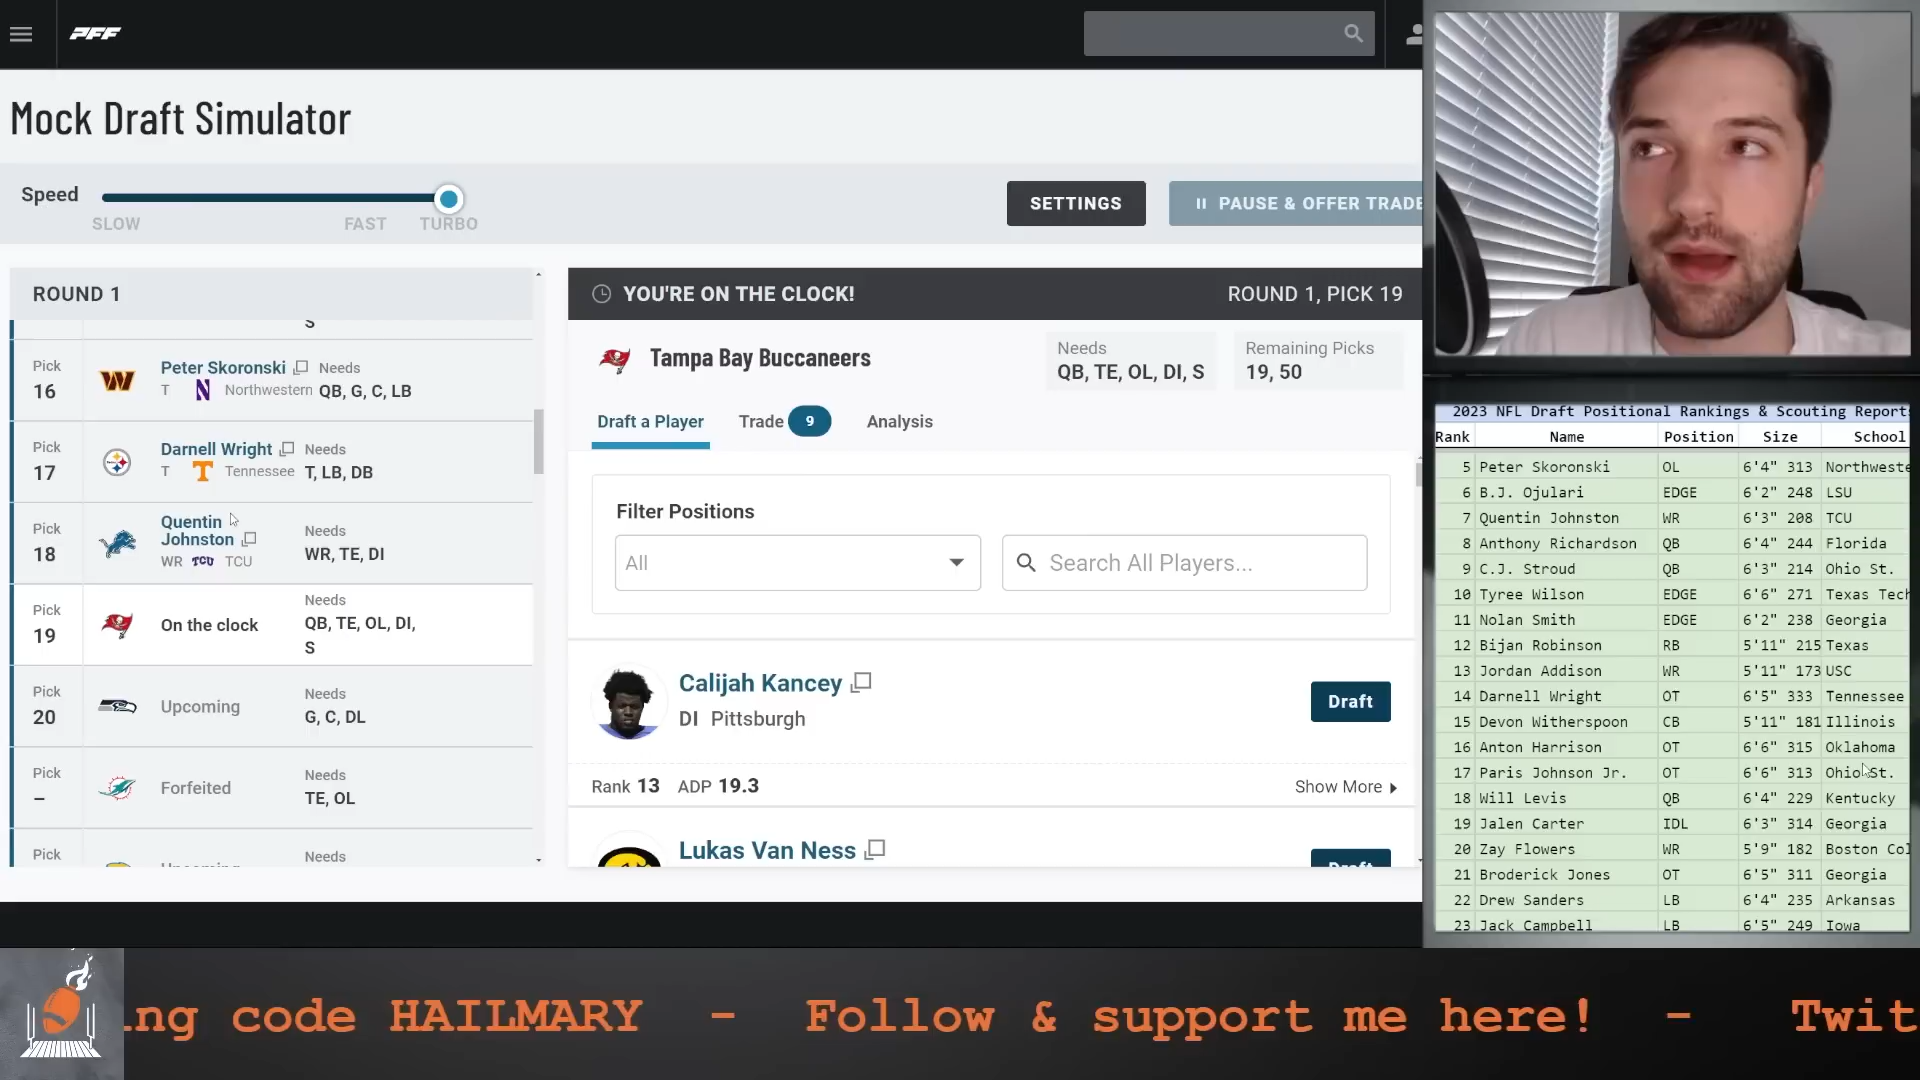 PFF
Mock Draft Simulator
Speed
SLOW
FAST
TURBO
SETTINGS
PAUSE & OFFER TRADE
ROUND 1
S
Pick
16
Peter Skoronski
T
Northwestern
Needs
QB, G, C, LB
Pick
17
Darnell Wright
T
Tennessee
Needs
T, LB, DB
Pick
18
Quentin
Johnston
WR TCU TCU
Needs
WR, TE, DI
Pick
19
On the clock
Needs
QB, TE, OL, DI,
S
Pick
20
Upcoming
Needs
G, C, DL
Pick
–
Forfeited
Needs
TE, OL
Pick
Upcoming
Needs
YOU'RE ON THE CLOCK!
ROUND 1, PICK 19
Tampa Bay Buccaneers
Needs
QB, TE, OL, DI, S
Remaining Picks
19, 50
Draft a Player
Trade 9
Analysis
Filter Positions
All
Search All Players...
Calijah Kancey
DI Pittsburgh
Draft
Rank 13 ADP 19.3
Show More
Lukas Van Ness
Draft
2023 NFL Draft Positional Rankings & Scouting Reports
Rank Name Position Size School
5 Peter Skoronski OL 6'4" 313 Northweste
6 B.J. Ojulari EDGE 6'2" 248 LSU
7 Quentin Johnston WR 6'3" 208 TCU
8 Anthony Richardson QB 6'4" 244 Florida
9 C.J. Stroud QB 6'3" 214 Ohio St.
10 Tyree Wilson EDGE 6'6" 271 Texas Tech
11 Nolan Smith EDGE 6'2" 238 Georgia
12 Bijan Robinson RB 5'11" 215 Texas
13 Jordan Addison WR 5'11" 173 USC
14 Darnell Wright OT 6'5" 333 Tennessee
15 Devon Witherspoon CB 5'11" 181 Illinois
16 Anton Harrison OT 6'6" 315 Oklahoma
17 Paris Johnson Jr. OT 6'6" 313 Ohio St.
18 Will Levis QB 6'4" 229 Kentucky
19 Jalen Carter IDL 6'3" 314 Georgia
20 Zay Flowers WR 5'9" 182 Boston Col
21 Broderick Jones OT 6'5" 311 Georgia
22 Drew Sanders LB 6'4" 235 Arkansas
23 Jack Campbell LB 6'5" 249 Iowa
ing code HAILMARY - Follow & support me here! - Twit